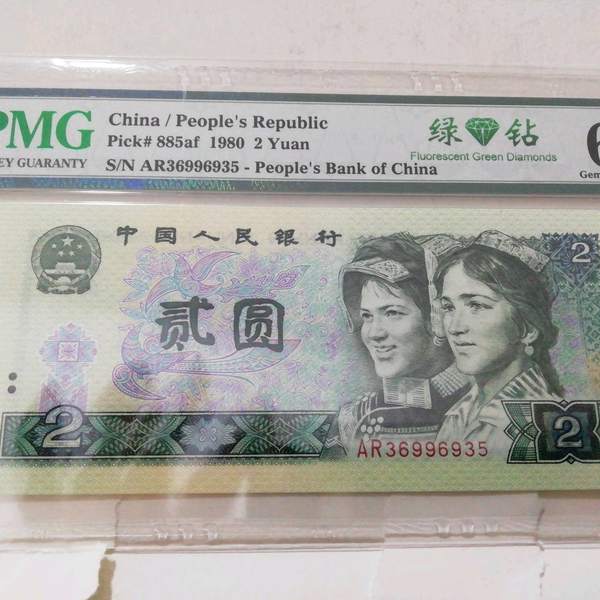 PMG
EY GUARANTY
China / People's Republic
Pick# 885af 1980 2 Yuan
S/N AR36996935 - People's Bank of China
绿 钻
Fluorescent Green Diamonds
6
Gem
中国人民银行
贰圆
2
2
AR36996935
2